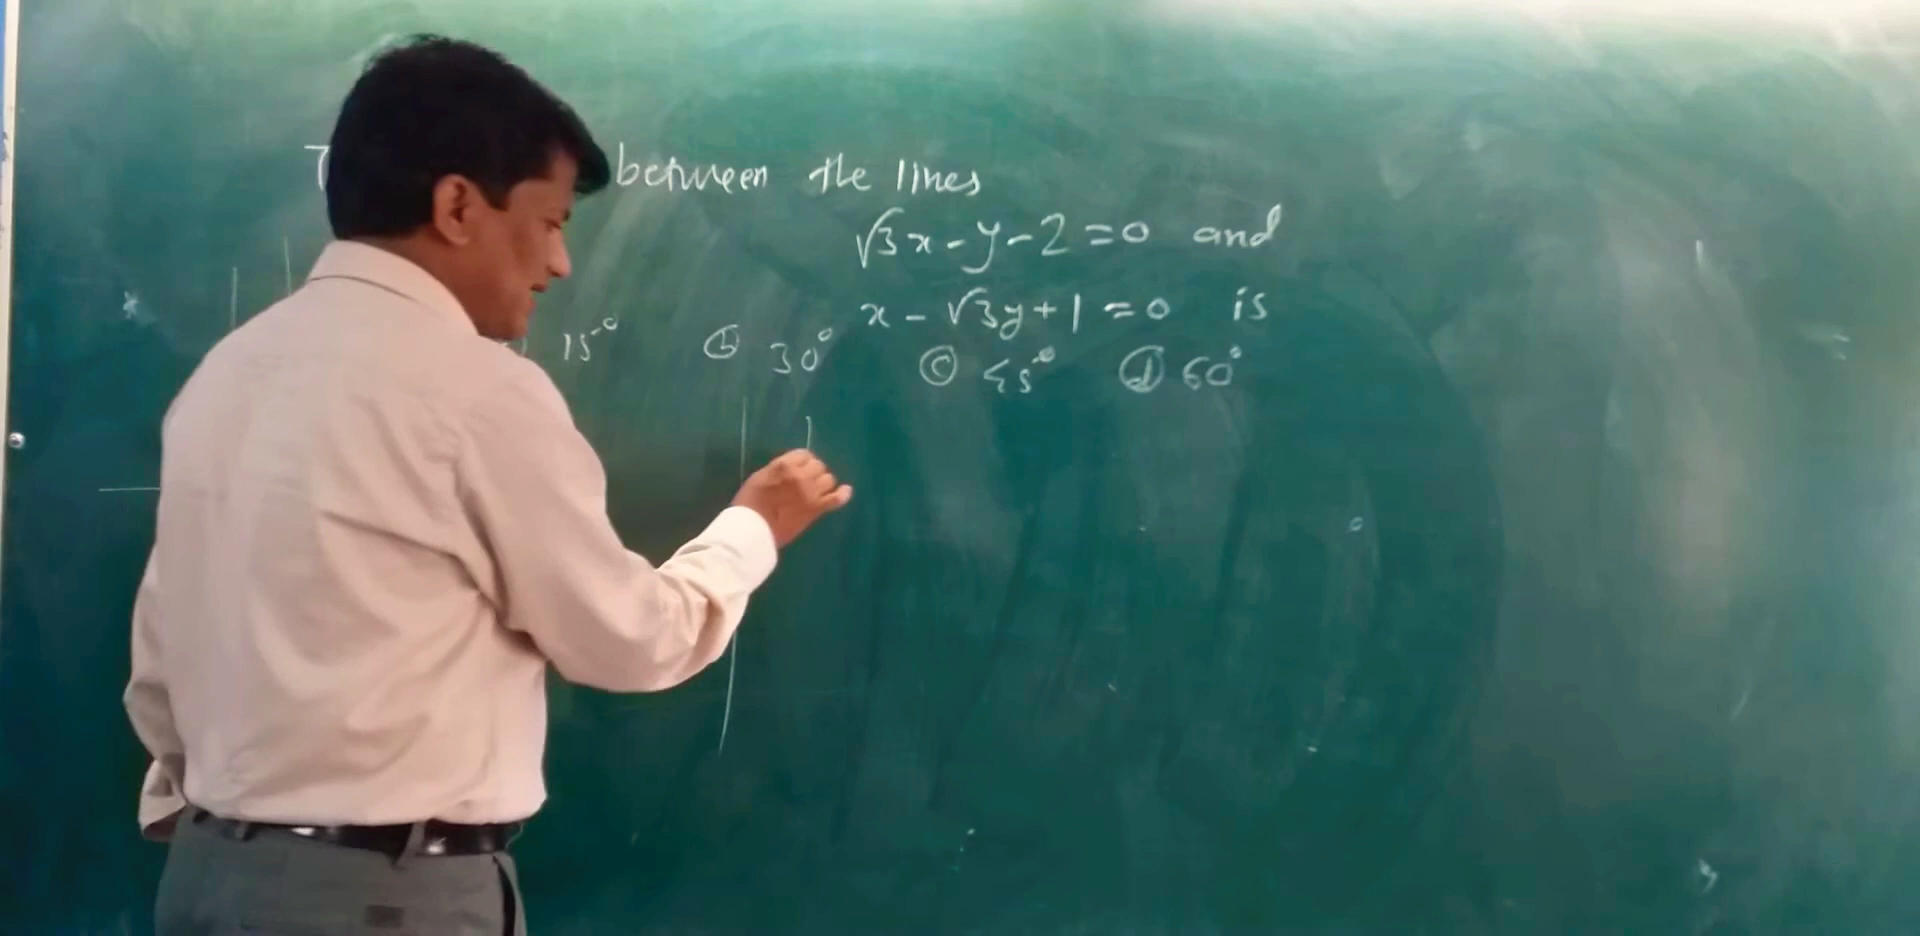 between the lines
√3x-y-2=0 and
x-√3y+1=0 is
15° ⓑ 30° ⓒ 45° ⓓ 60°